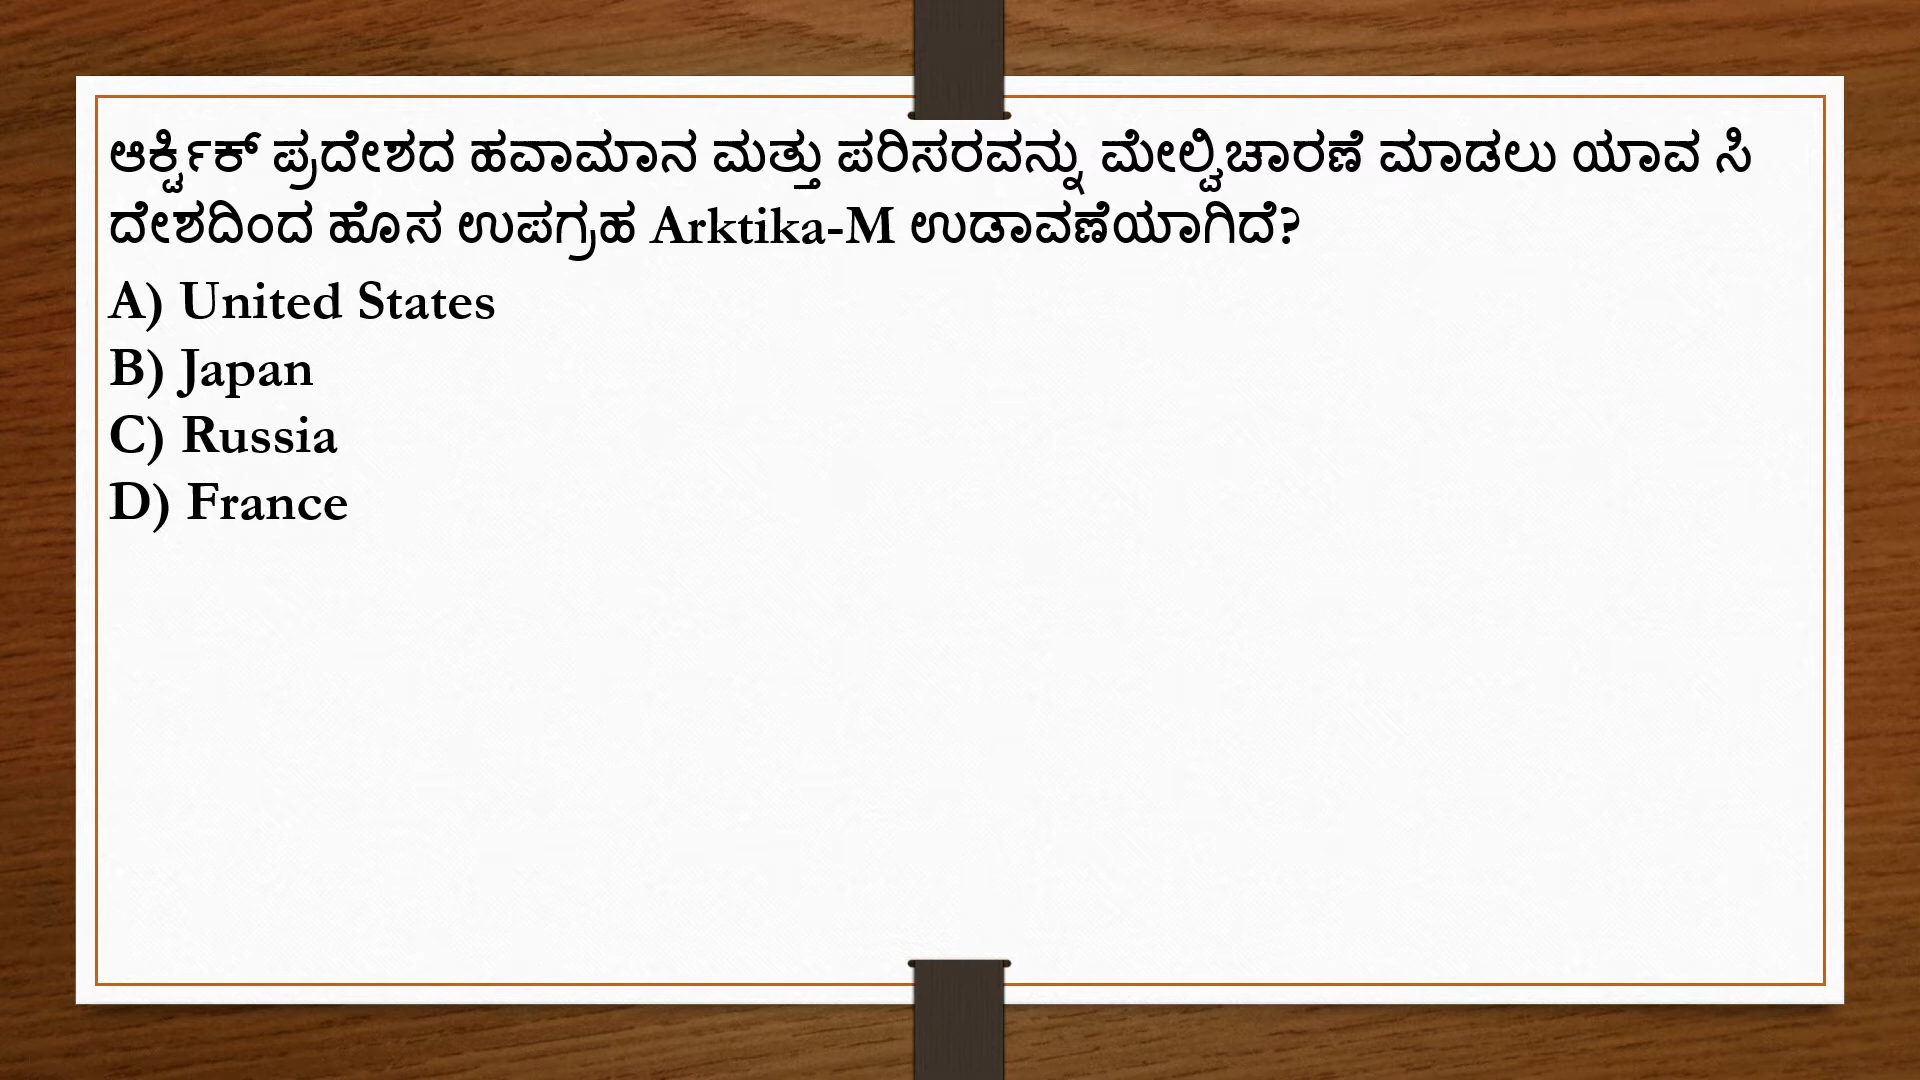 ಆರ್ಕ್ಟಿಕ್ ಪ್ರದೇಶದ ಹವಾಮಾನ ಮತ್ತು ಪರಿಸರವನ್ನು ಮೇಲ್ವಿಚಾರಣೆ ಮಾಡಲು ಯಾವ ಸಿ
ದೇಶದಿಂದ ಹೊಸ ಉಪಗ್ರಹ Arktika-M ಉಡಾವಣೆಯಾಗಿದೆ?
A) United States
B) Japan
C) Russia
D) France